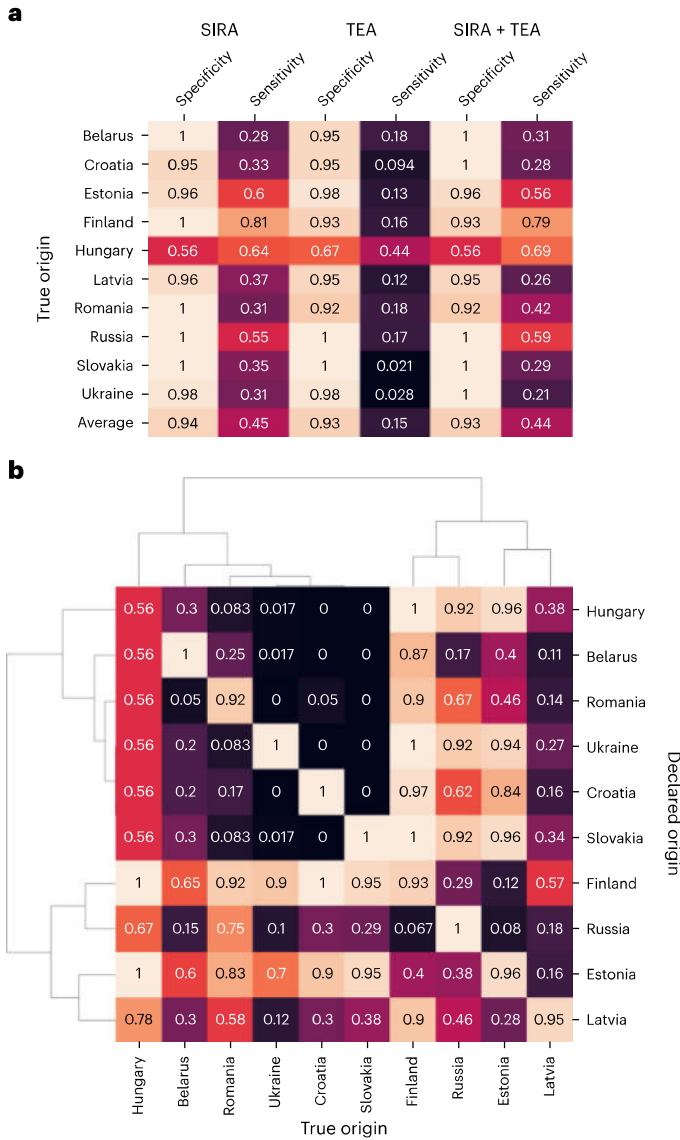 a
SIRA TEA SIRA + TEA
Specificity Sensitivity Specificity Sensitivity Specificity Sensitivity
True origin
Belarus 1 0.28 0.95 0.18 1 0.31
Croatia 0.95 0.33 0.95 0.094 1 0.28
Estonia 0.96 0.6 0.98 0.13 0.96 0.56
Finland 1 0.81 0.93 0.16 0.93 0.79
Hungary 0.56 0.64 0.67 0.44 0.56 0.69
Latvia 0.96 0.37 0.95 0.12 0.95 0.26
Romania 1 0.31 0.92 0.18 0.92 0.42
Russia 1 0.55 1 0.17 1 0.59
Slovakia 1 0.35 1 0.021 1 0.29
Ukraine 0.98 0.31 0.98 0.028 1 0.21
Average 0.94 0.45 0.93 0.15 0.93 0.44
b
0.56 0.3 0.083 0.017 0 0 1 0.92 0.96 0.38 Hungary
0.56 1 0.25 0.017 0 0 0.87 0.17 0.4 0.11 Belarus
0.56 0.05 0.92 0 0.05 0 0.9 0.67 0.46 0.14 Romania
0.56 0.2 0.083 1 0 0 1 0.92 0.94 0.27 Ukraine
0.56 0.2 0.17 0 1 0 0.97 0.62 0.84 0.16 Croatia
0.56 0.3 0.083 0.017 0 1 1 0.92 0.96 0.34 Slovakia
1 0.65 0.92 0.9 1 0.95 0.93 0.29 0.12 0.57 Finland
0.67 0.15 0.75 0.1 0.3 0.29 0.067 1 0.08 0.18 Russia
1 0.6 0.83 0.7 0.9 0.95 0.4 0.38 0.96 0.16 Estonia
0.78 0.3 0.58 0.12 0.3 0.38 0.9 0.46 0.28 0.95 Latvia
Declared origin
Hungary Belarus Romania Ukraine Croatia Slovakia Finland Russia Estonia Latvia
True origin